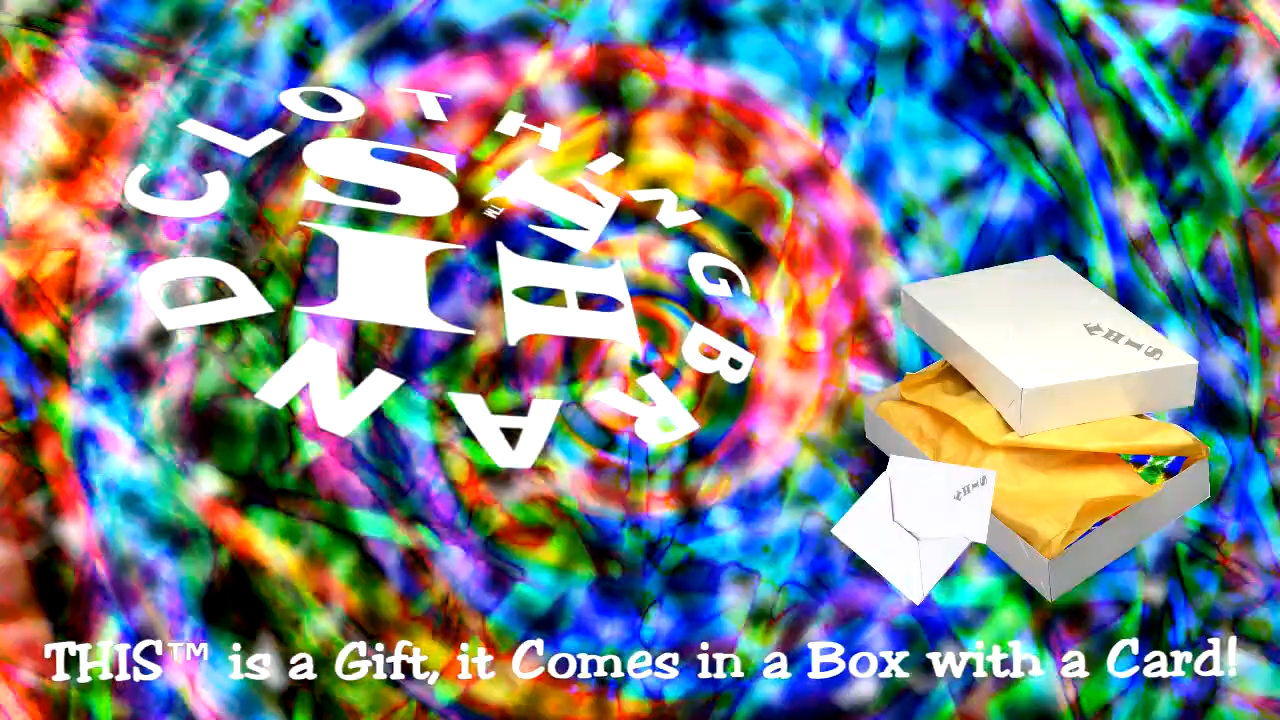 CLOTHING BRAND
THIS™
THIS
THIS
THIS™ is a Gift, it Comes in a Box with a Card!